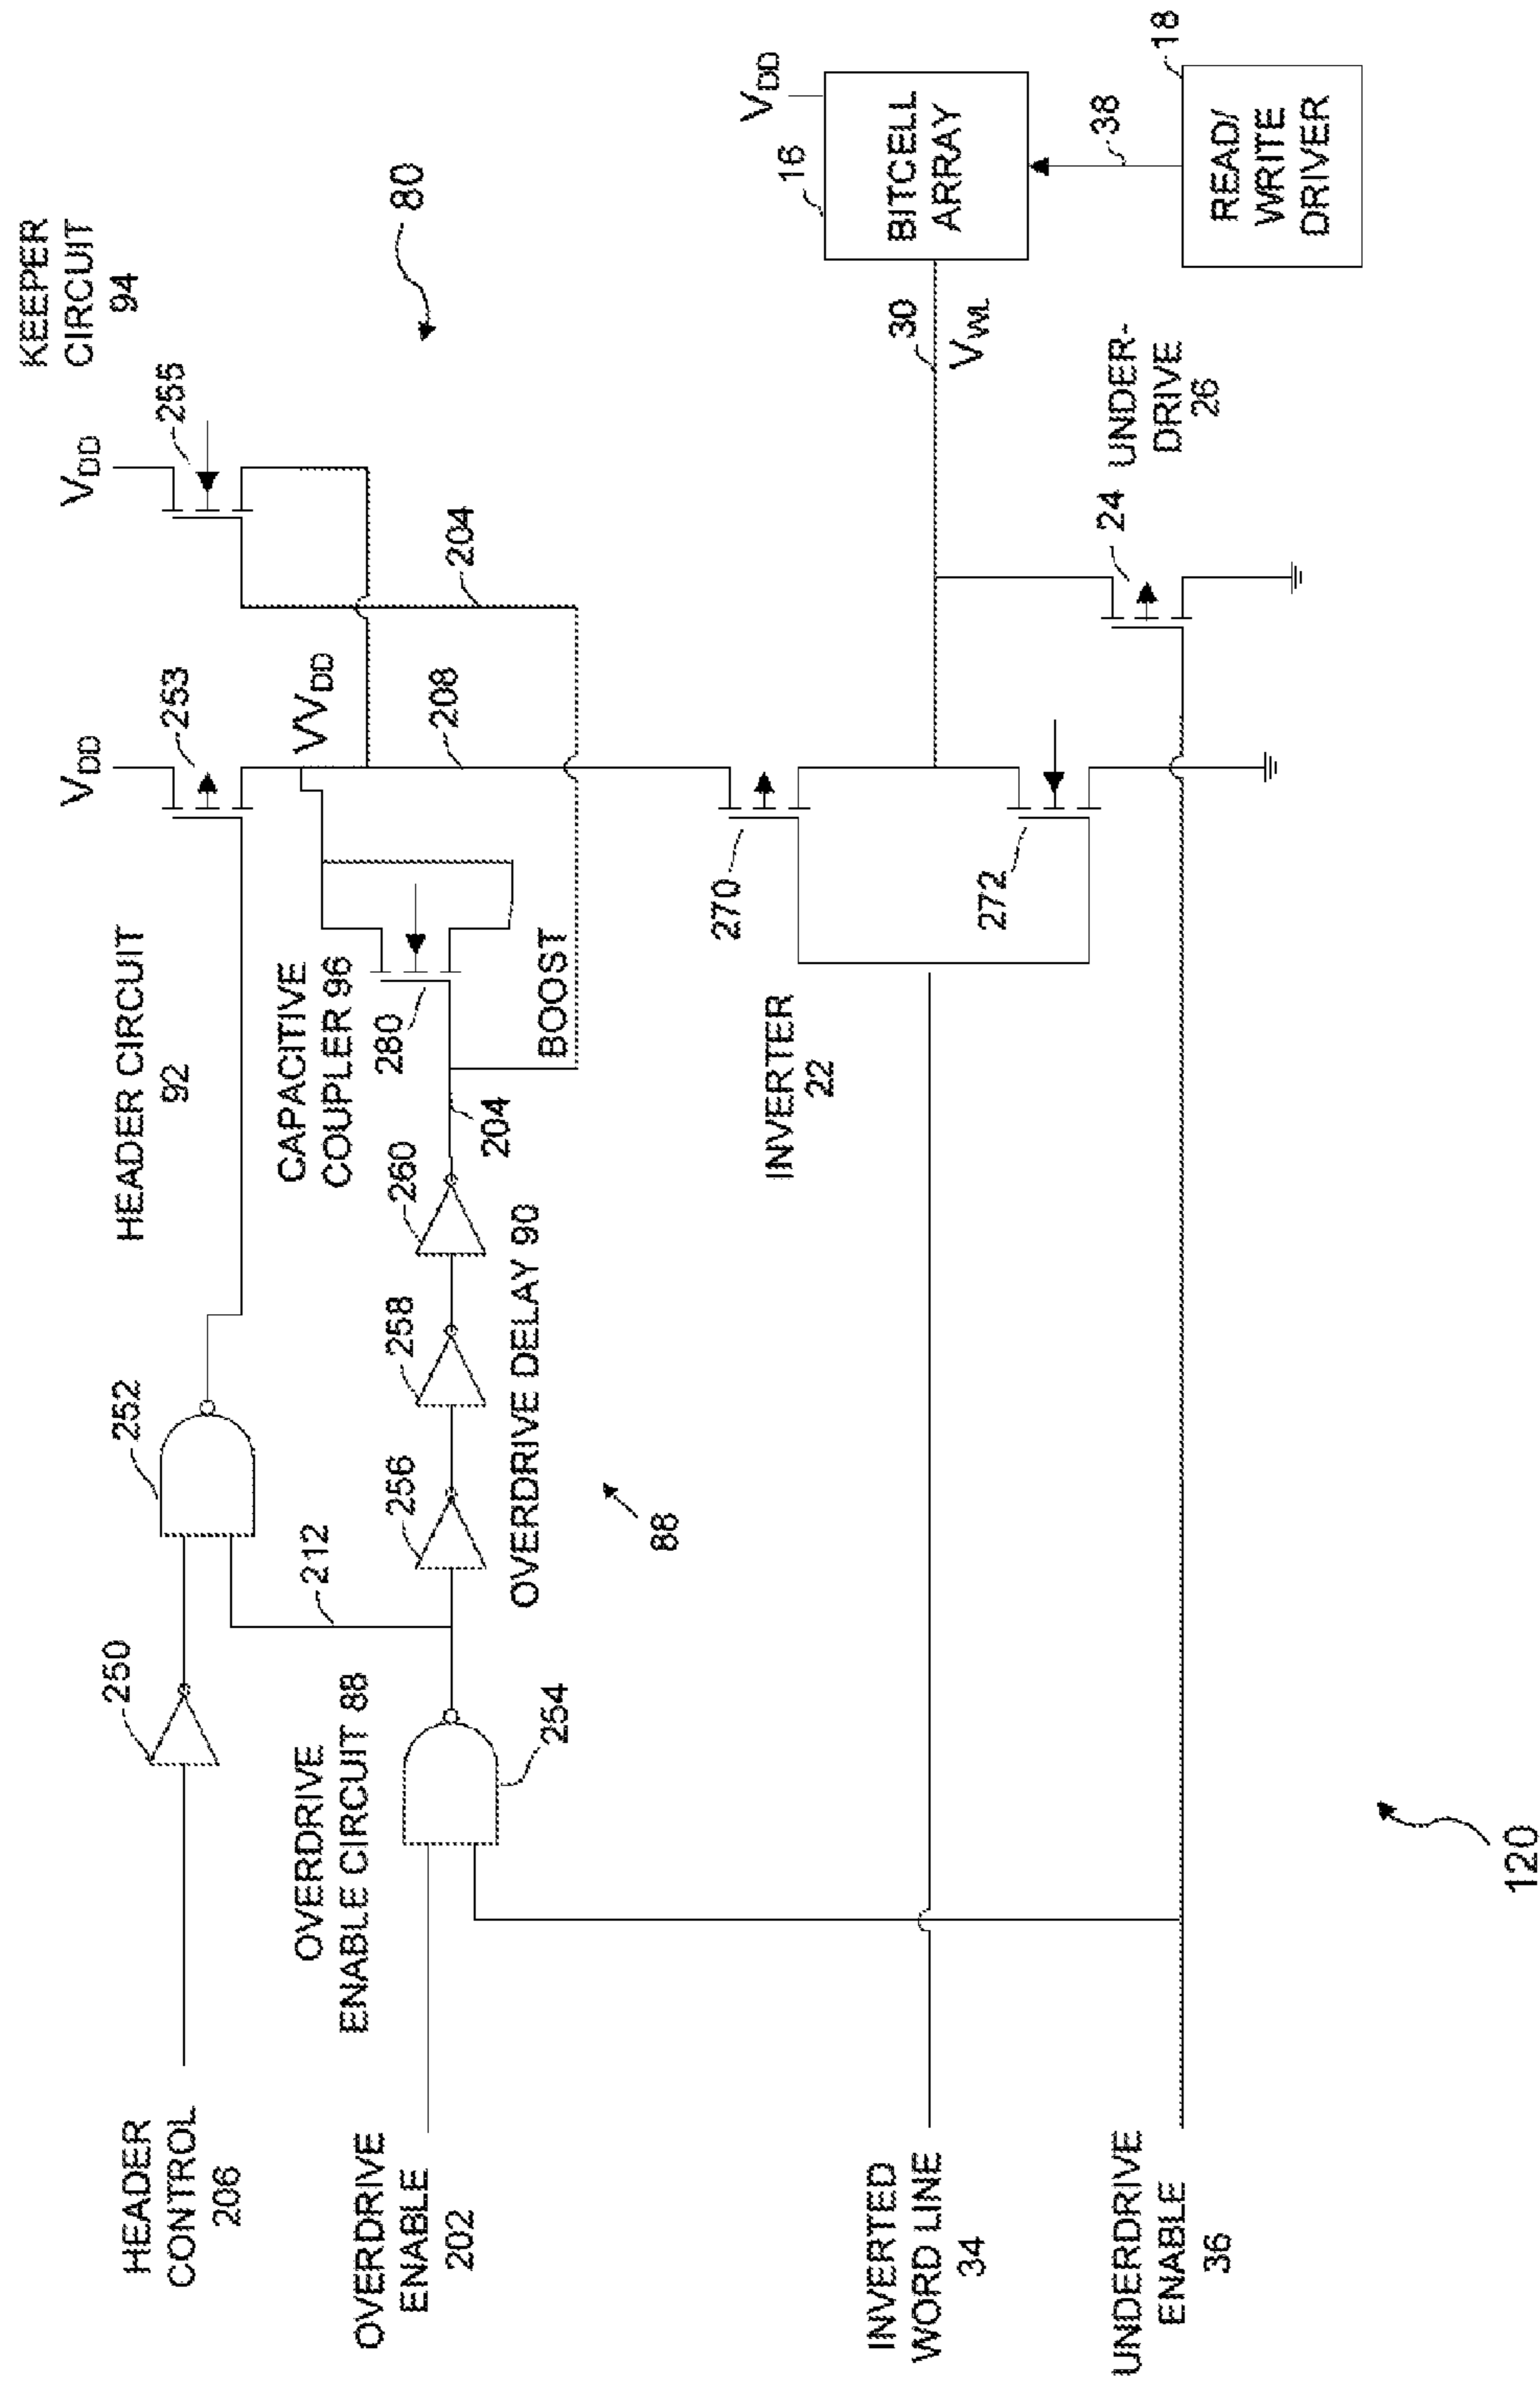 HEADER
CONTROL
206
OVERDRIVE
ENABLE
202
INVERTED
WORD LINE
34
UNDERDRIVE
ENABLE
36
250
252
212
OVERDRIVE
ENABLE CIRCUIT 88
254
256
258
260
OVERDRIVE DELAY 90
88
HEADER CIRCUIT
92
CAPACITIVE
COUPLER 96
280
204
BOOST
VDD
253
VVDD
208
204
VDD
255
KEEPER
CIRCUIT
94
80
INVERTER
22
270
272
30
VWL
24
UNDER-
DRIVE
26
VDD
16
BITCELL
ARRAY
38
18
READ/
WRITE
DRIVER
120